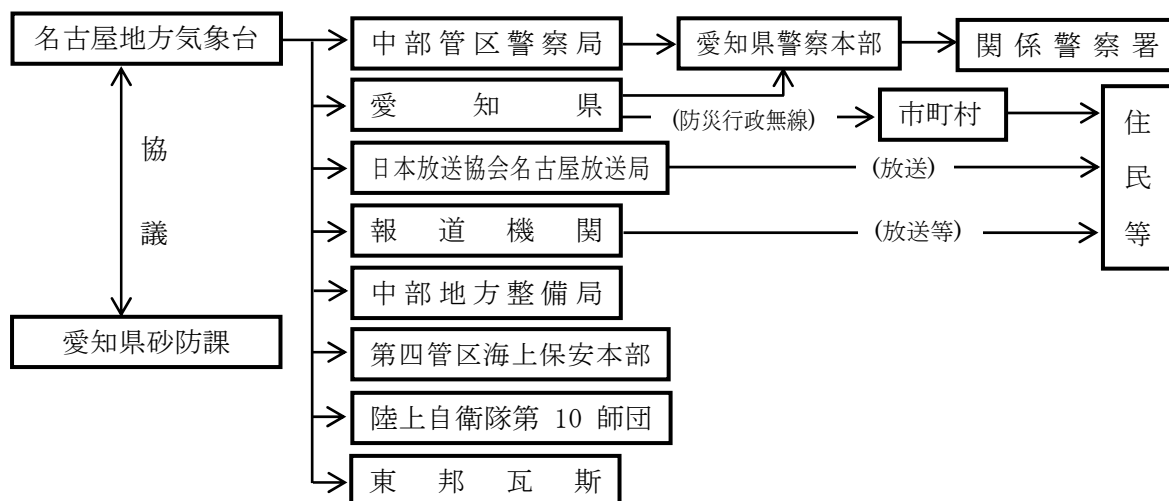 名古屋地方気象台
中部管区警察局
愛知県警察本部
関係警察署
愛知県
(防災行政無線)
市町村
住民等
協議
日本放送協会名古屋放送局
(放送)
報道機関
(放送等)
中部地方整備局
愛知県砂防課
第四管区海上保安本部
陸上自衛隊第 10 師団
東邦瓦斯